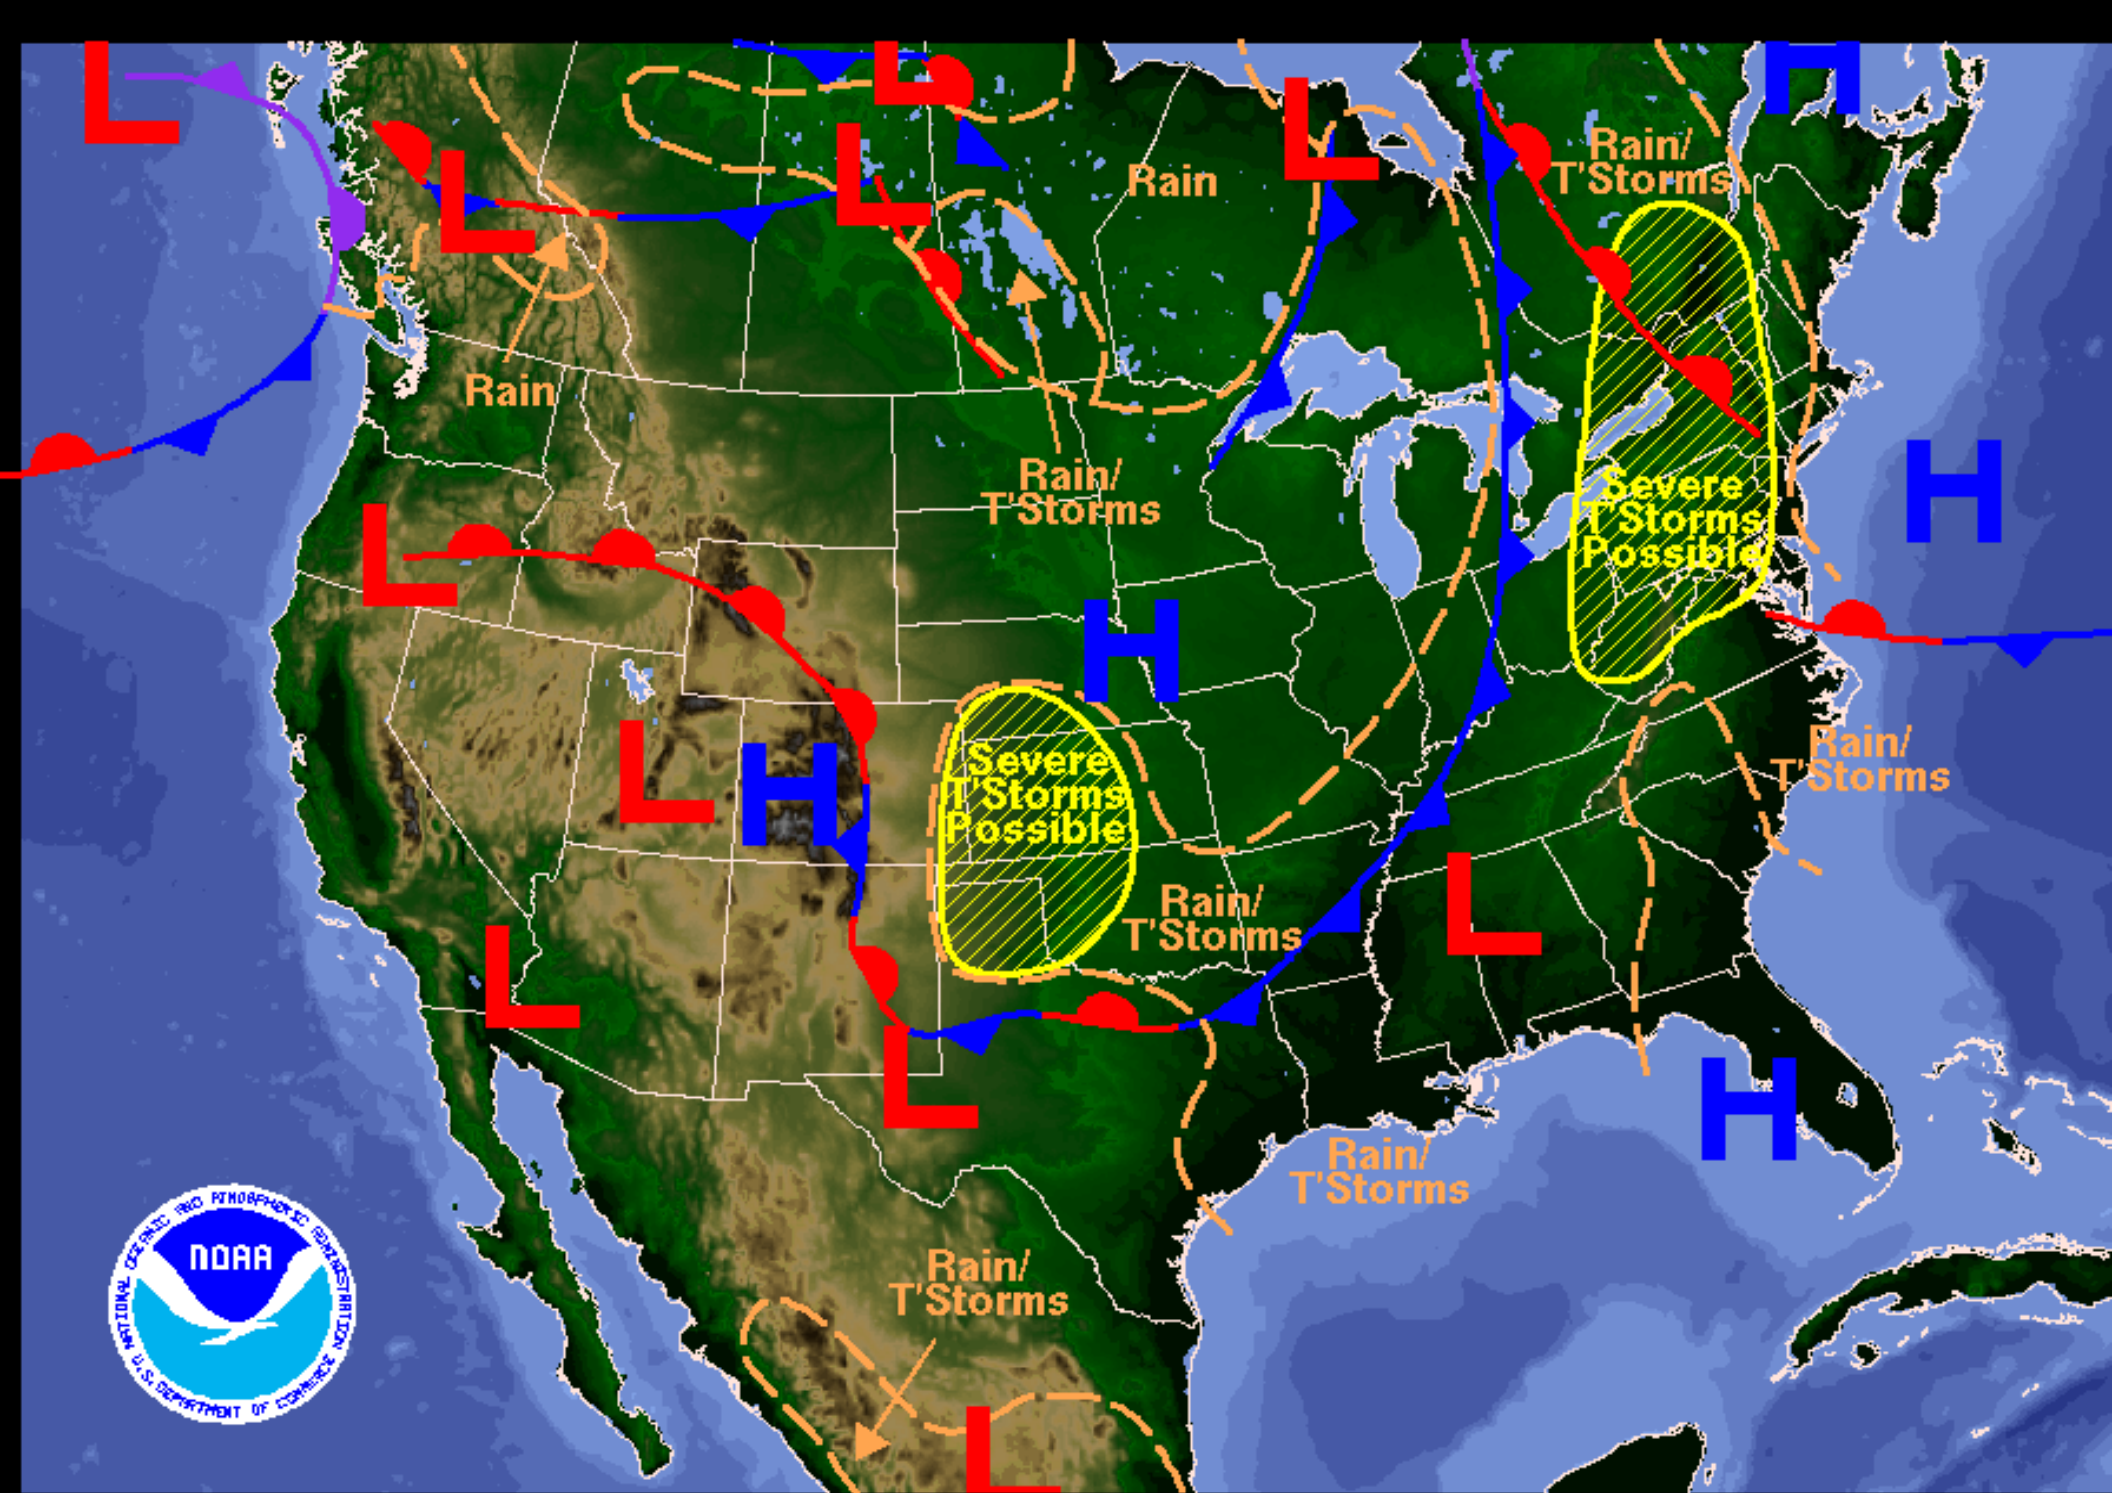 L
H
L
L
L
L
Rain/
T'Storms
Rain
Rain
H
Rain/
T'Storms
Severe
T'Storms
Possible
L
H
L
H
Severe
T'Storms
Possible
Rain/
T'Storms
L
Rain/
T'Storms
L
L
H
Rain/
T'Storms
NATIONAL OCEANIC AND ATMOSPHERIC ADMINISTRATION
NOAA
U.S. DEPARTMENT OF COMMERCE
Rain/
T'Storms
L